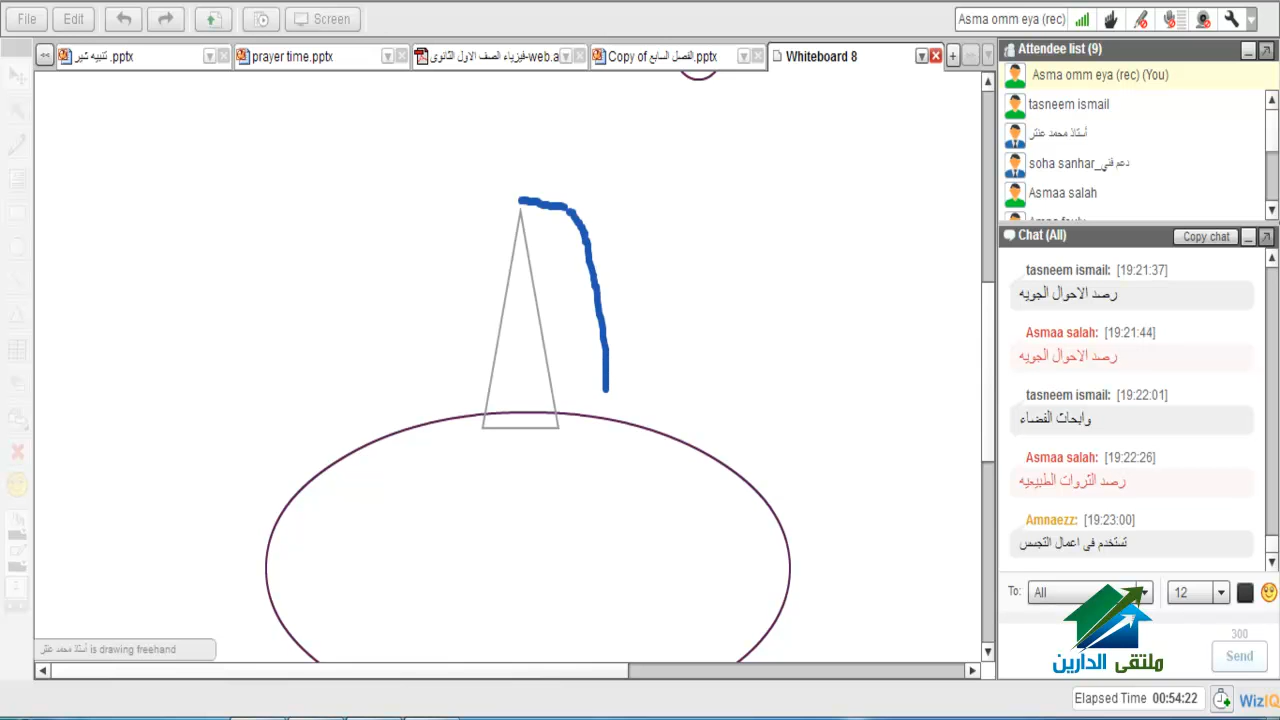 File Edit Screen Asma omm eya (rec)
تنبيه شير .pptx
prayer time.pptx
فيزياء الصف الاول الثانوى-web.a
Copy of الفصل السابع.pptx
Whiteboard 8
Attendee list (9)
Asma omm eya (rec) (You)
tasneem ismail
أستاذ محمد عنتر
soha sanhar_دعم فني
Asmaa salah
Chat (All) Copy chat
tasneem ismail: [19:21:37]
رصد الاحوال الجويه
Asmaa salah: [19:21:44]
رصد الاحوال الجويه
tasneem ismail: [19:22:01]
وابحاث الفضاء
Asmaa salah: [19:22:26]
رصد الثروات الطبيعيه
Amnaezz: [19:23:00]
تستخدم فى اعمال التجسس
To: All 12
300
Send
ملتقى الدارين
أستاذ محمد عنتر is drawing freehand
Elapsed Time 00:54:22
WizIQ